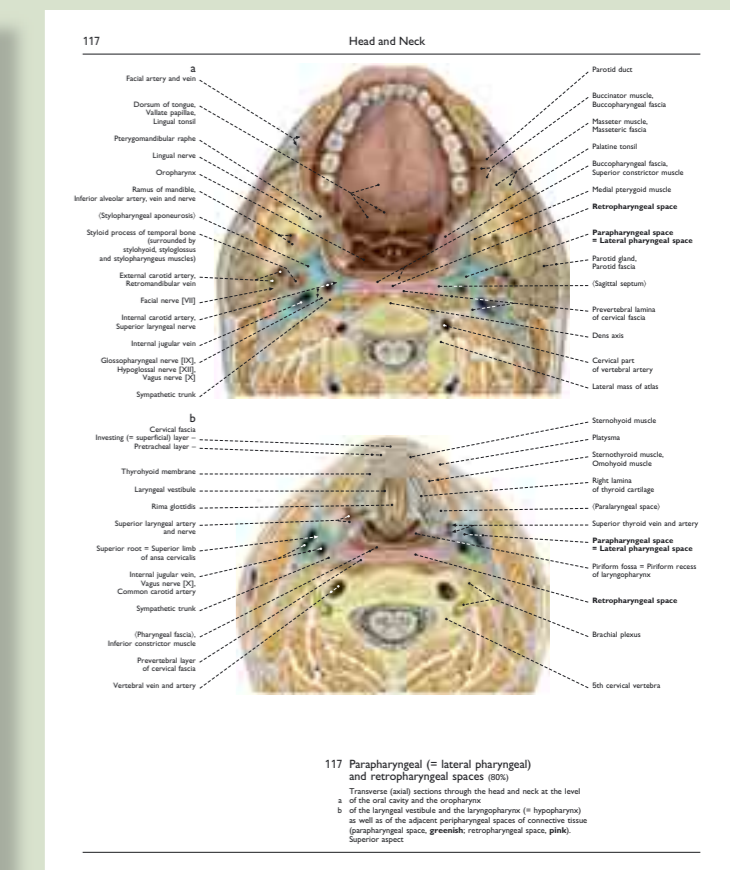 117
Head and Neck
a
Facial artery and vein
Dorsum of tongue,
Vallate papillae,
Lingual tonsil
Pterygomandibular raphe
Lingual nerve
Oropharynx
Ramus of mandible,
Inferior alveolar artery, vein and nerve
(Stylopharyngeal aponeurosis)
Styloid process of temporal bone
(surrounded by
stylohyoid, styloglossus
and stylopharyngeus muscles)
External carotid artery,
Retromandibular vein
Facial nerve [VII]
Internal carotid artery,
Superior laryngeal nerve
Internal jugular vein
Glossopharyngeal nerve [IX],
Hypoglossal nerve [XII],
Vagus nerve [X]
Sympathetic trunk
Parotid duct
Buccinator muscle,
Buccopharyngeal fascia
Masseter muscle,
Masseteric fascia
Palatine tonsil
Buccopharyngeal fascia,
Superior constrictor muscle
Medial pterygoid muscle
Retropharyngeal space
Parapharyngeal space
= Lateral pharyngeal space
Parotid gland,
Parotid fascia
(Sagittal septum)
Prevertebral lamina
of cervical fascia
Dens axis
Cervical part
of vertebral artery
Lateral mass of atlas
b
Cervical fascia
Investing (= superficial) layer –
Pretracheal layer –
Thyrohyoid membrane
Laryngeal vestibule
Rima glottidis
Superior laryngeal artery
and nerve
Superior root = Superior limb
of ansa cervicalis
Internal jugular vein,
Vagus nerve [X],
Common carotid artery
Sympathetic trunk
(Pharyngeal fascia),
Inferior constrictor muscle
Prevertebral layer
of cervical fascia
Vertebral vein and artery
Sternohyoid muscle
Platysma
Sternothyroid muscle,
Omohyoid muscle
Right lamina
of thyroid cartilage
(Paralaryngeal space)
Superior thyroid vein and artery
Parapharyngeal space
= Lateral pharyngeal space
Piriform fossa = Piriform recess
of laryngopharynx
Retropharyngeal space
Brachial plexus
5th cervical vertebra
117 Parapharyngeal (= lateral pharyngeal)
and retropharyngeal spaces (80%)
Transverse (axial) sections through the head and neck at the level
a of the oral cavity and the oropharynx
b of the laryngeal vestibule and the laryngopharynx (= hypopharynx)
as well as of the adjacent peripharyngeal spaces of connective tissue
(parapharyngeal space, greenish; retropharyngeal space, pink).
Superior aspect